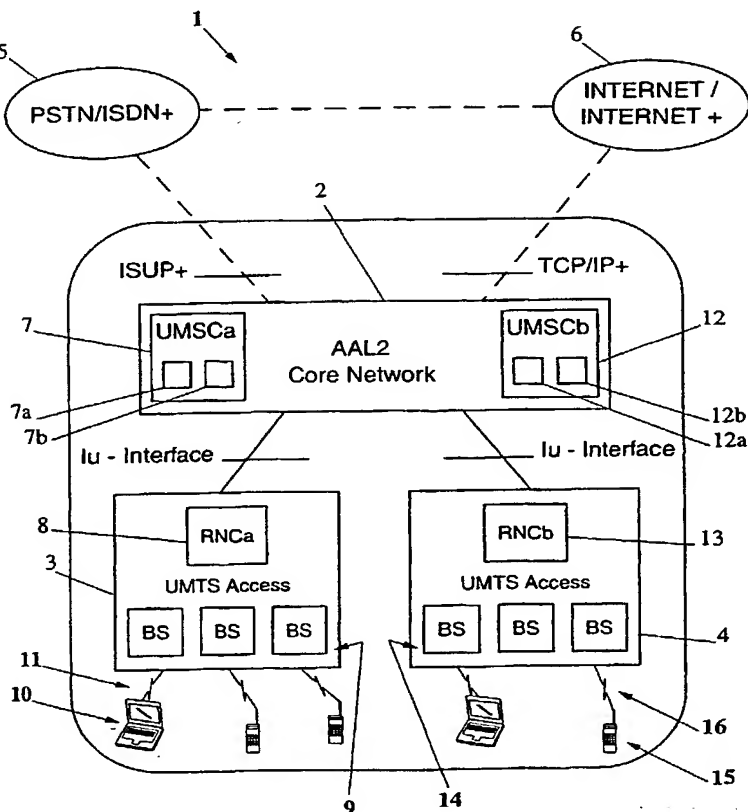 1
5
6
PSTN/ISDN+
INTERNET /
INTERNET +
2
ISUP+
TCP/IP+
7
UMSCa
UMSCb
12
AAL2
Core Network
7a
7b
12b
12a
Iu - Interface
Iu - Interface
8
RNCa
RNCb
13
3
UMTS Access
UMTS Access
BS
BS
BS
BS
BS
BS
4
11
10
16
15
9
14